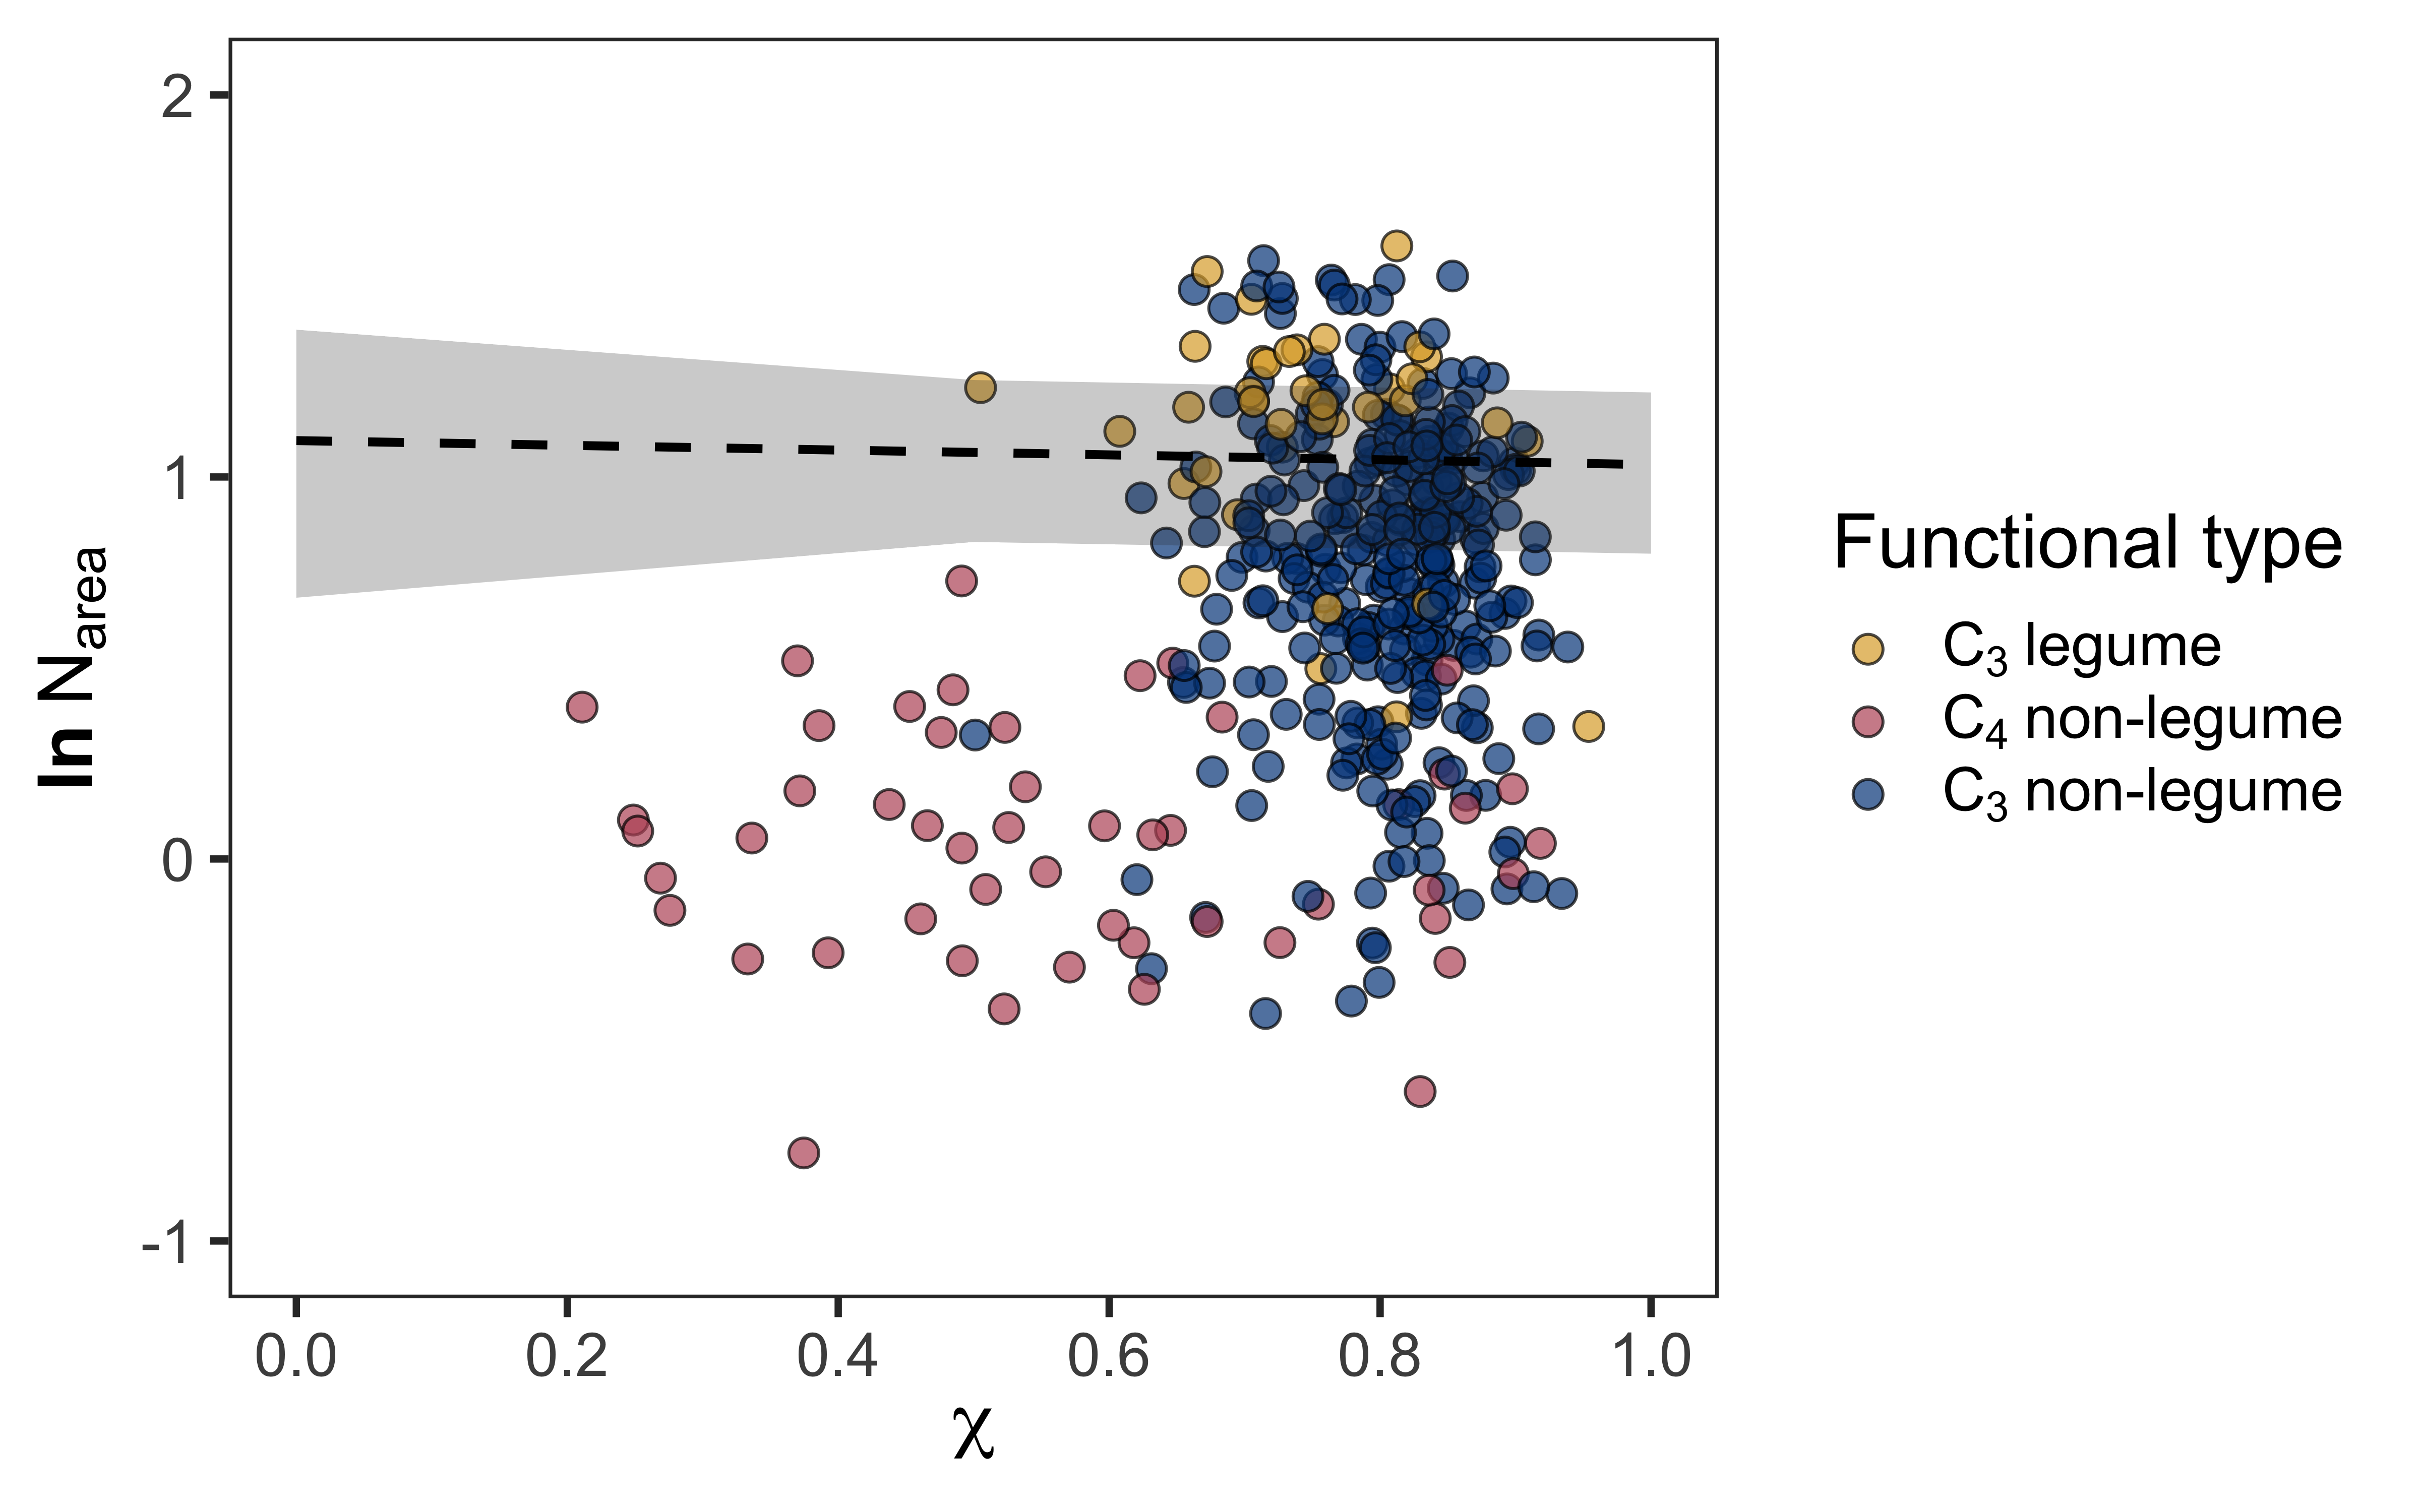 2
1
0
-1
ln Narea
0.0 0.2 0.4 0.6 0.8 1.0
χ
Functional type
C3 legume
C4 non-legume
C3 non-legume